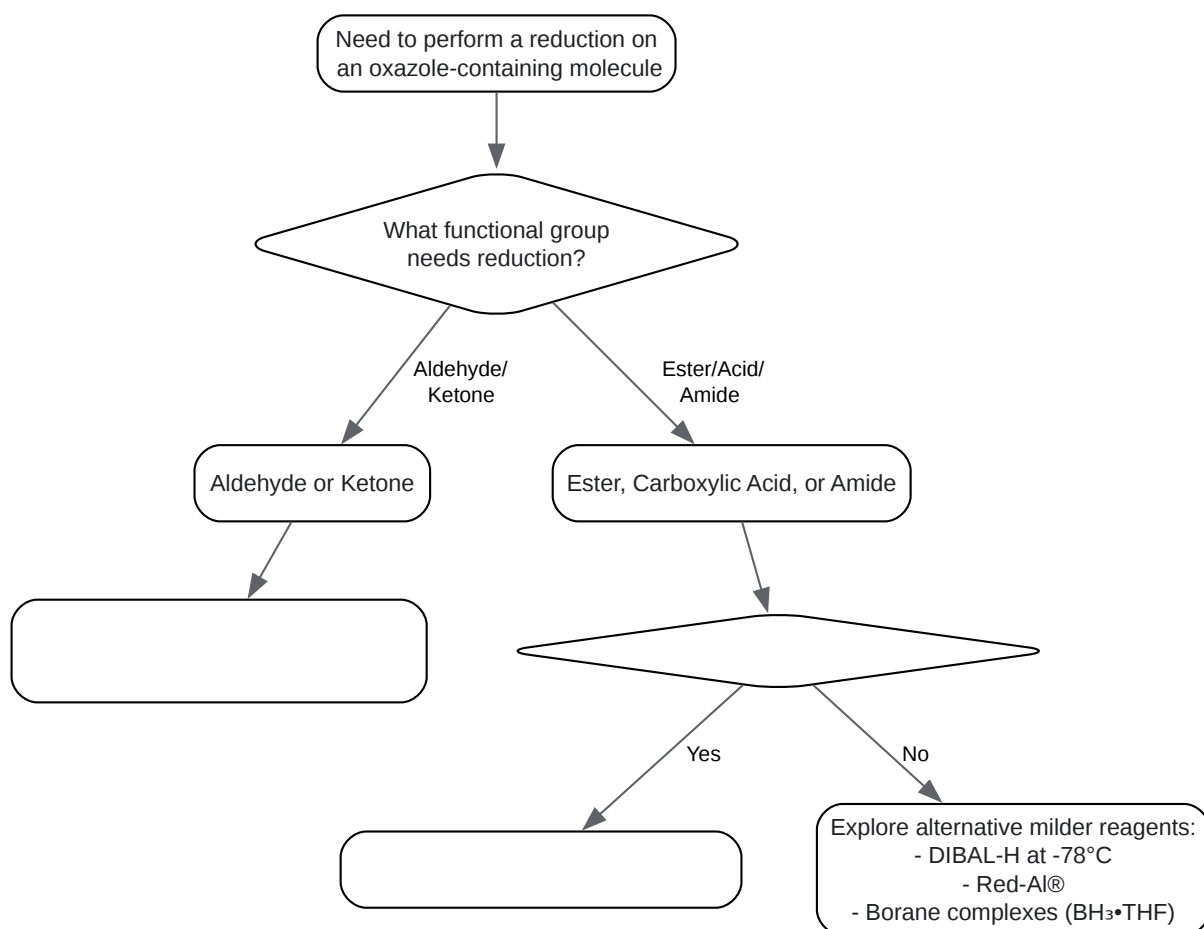 Need to perform a reduction on
an oxazole-containing molecule
What functional group
needs reduction?
Aldehyde/
Ketone
Ester/Acid/
Amide
Aldehyde or Ketone
Ester, Carboxylic Acid, or Amide
Yes
No
Explore alternative milder reagents:
- DIBAL-H at -78°C
- Red-Al®
- Borane complexes (BH₃•THF)